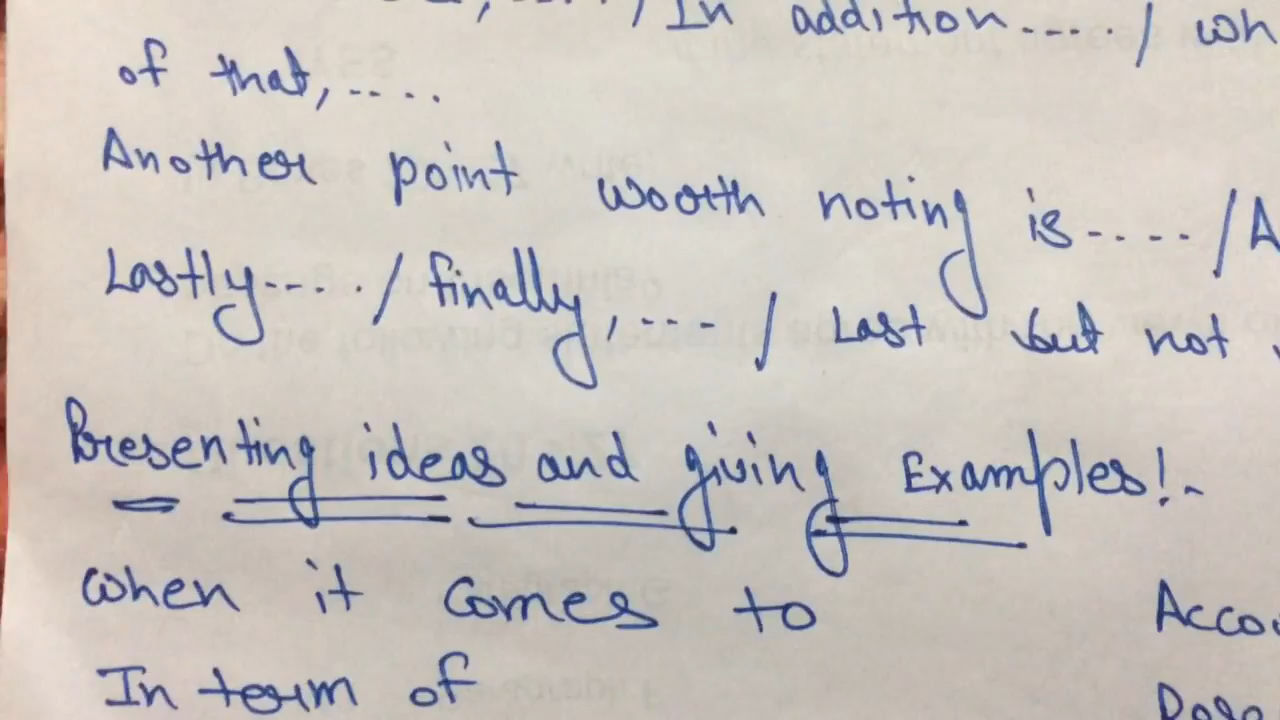 / In addition..... /
of that,.....
Another point worth noting is----- /
Lastly-----. / finally,---- / Last but not
Presenting ideas and giving Examples!-
when it comes to
In term of